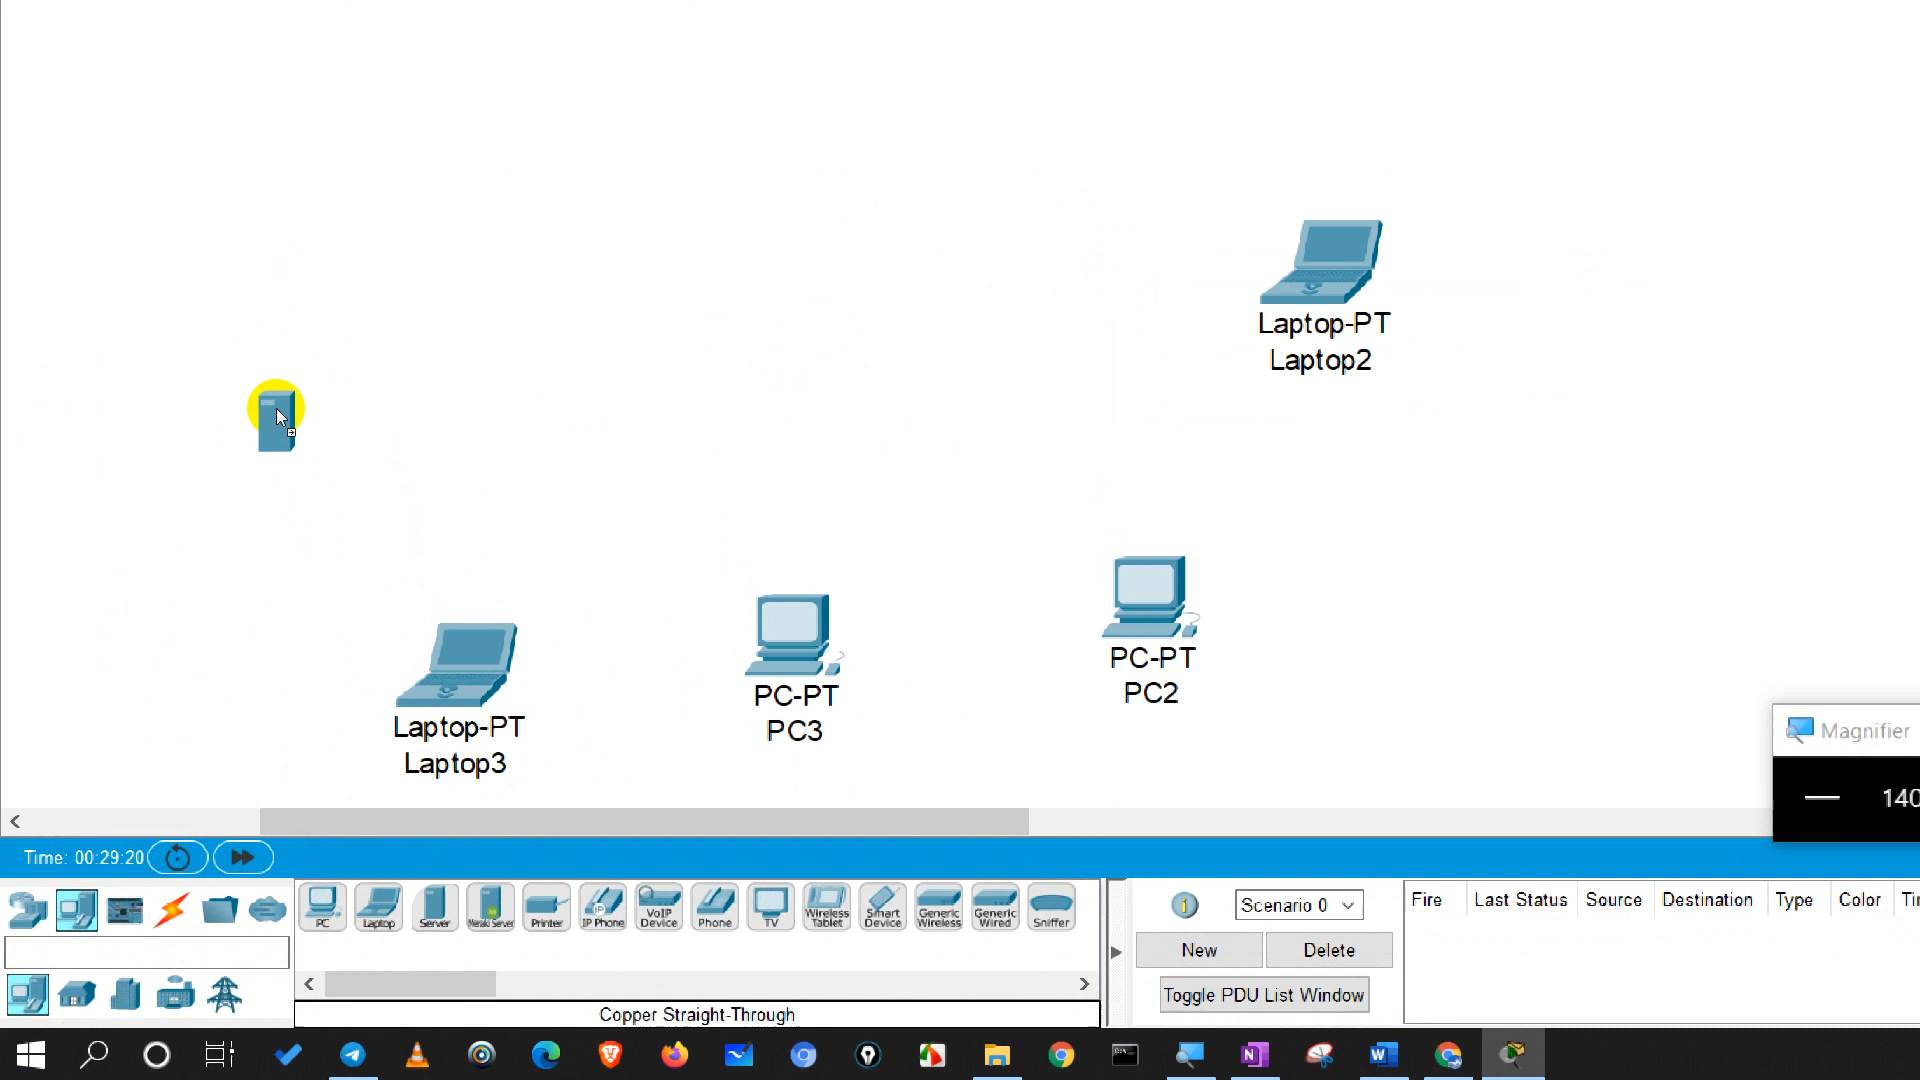 Laptop-PT
Laptop2
PC-PT
PC2
PC-PT
PC3
Laptop-PT
Laptop3
Magnifier
140
Time: 00:29:20
PC
Laptop
Server
Meraki Server
Printer
IP Phone
VoIP Device
Phone
TV
Wireless Tablet
Smart Device
Generic Wireless
Generic Wired
Sniffer
Copper Straight-Through
Scenario 0
New
Delete
Toggle PDU List Window
Fire Last Status Source Destination Type Color